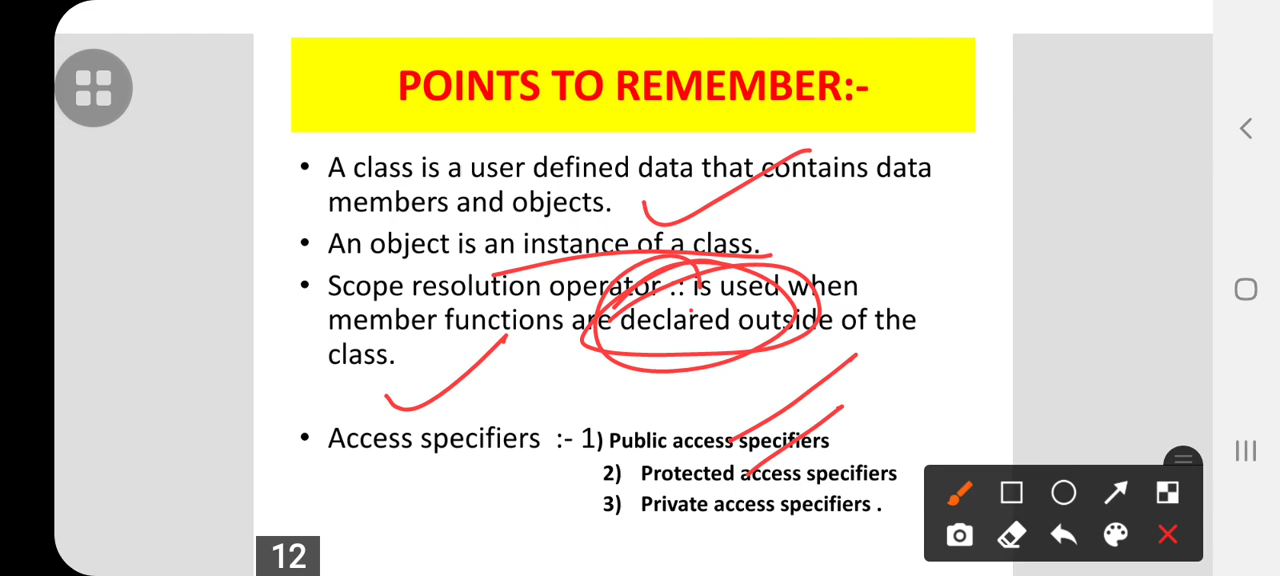 POINTS TO REMEMBER:-
• A class is a user defined data that contains data
members and objects.
• An object is an instance of a class.
• Scope resolution operator :: is used when
member functions are declared outside of the
class.
• Access specifiers :- 1) Public access specifiers
2) Protected access specifiers
3) Private access specifiers .
12